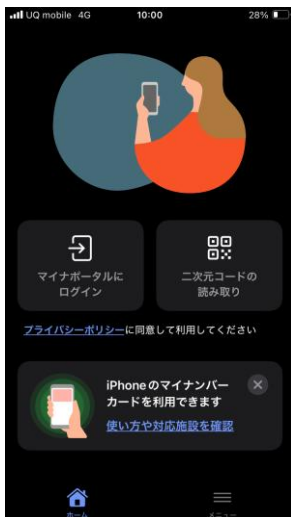 UQ mobile 4G 10:00 28%
マイナポータルに
ログイン
二次元コードの
読み取り
プライバシーポリシーに同意して利用してください
iPhoneのマイナンバー
カードを利用できます
使い方や対応施設を確認
ホーム
メニュー